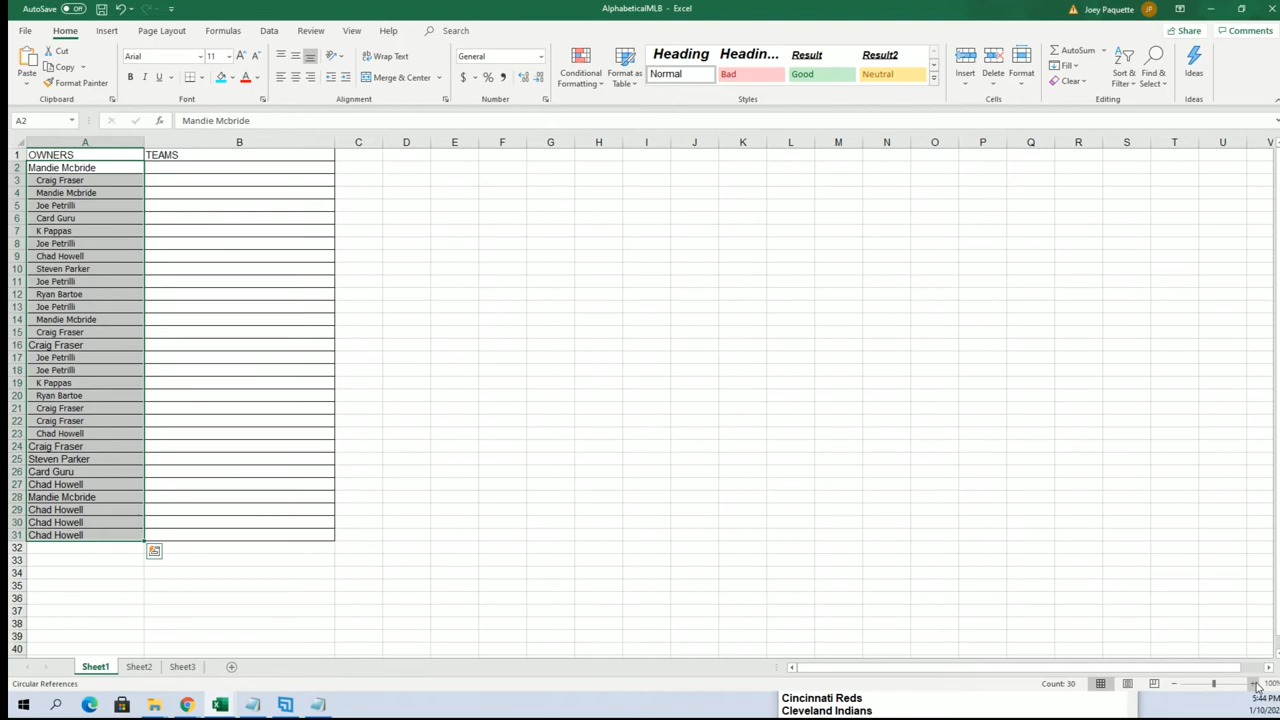 AutoSave Off AlphabeticalMLB - Excel Joey Paquette JP
File Home Insert Page Layout Formulas Data Review View Help Search Share Comments
Cut
Copy
Format Painter
Paste
Clipboard
Arial 11
B I U
Font
Wrap Text
Merge & Center
Alignment
General
$ % ,
Number
Conditional Formatting
Format as Table
Heading Headin... Result Result2
Normal Bad Good Neutral
Styles
Insert Delete Format
Cells
AutoSum
Fill
Clear
Sort & Filter
Find & Select
Editing
Ideas
Ideas
A2 Mandie Mcbride
A B C D E F G H I J K L M N O P Q R S T U V
1 OWNERS TEAMS
2 Mandie Mcbride
3 Craig Fraser
4 Mandie Mcbride
5 Joe Petrilli
6 Card Guru
7 K Pappas
8 Joe Petrilli
9 Chad Howell
10 Steven Parker
11 Joe Petrilli
12 Ryan Bartoe
13 Joe Petrilli
14 Mandie Mcbride
15 Craig Fraser
16 Craig Fraser
17 Joe Petrilli
18 Joe Petrilli
19 K Pappas
20 Ryan Bartoe
21 Craig Fraser
22 Craig Fraser
23 Chad Howell
24 Craig Fraser
25 Steven Parker
26 Card Guru
27 Chad Howell
28 Mandie Mcbride
29 Chad Howell
30 Chad Howell
31 Chad Howell
32
33
34
35
36
37
38
39
40
Sheet1 Sheet2 Sheet3
Circular References Count: 30 100%
Cincinnati Reds
Cleveland Indians
5:44 PM
1/10/202